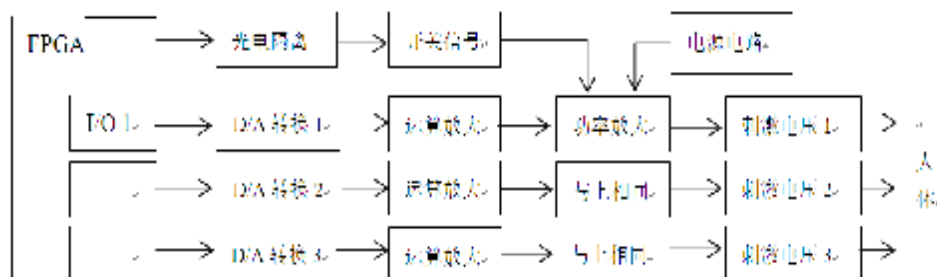 FPGA 光电隔离 开关信号 电源电路
I/O 1 D/A 转换 1 运算放大 功率放大 刺激电压 1
D/A 转换 2 运算放大 与上相同 刺激电压 2
人
体
D/A 转换 3 运算放大 与上相同 刺激电压 3